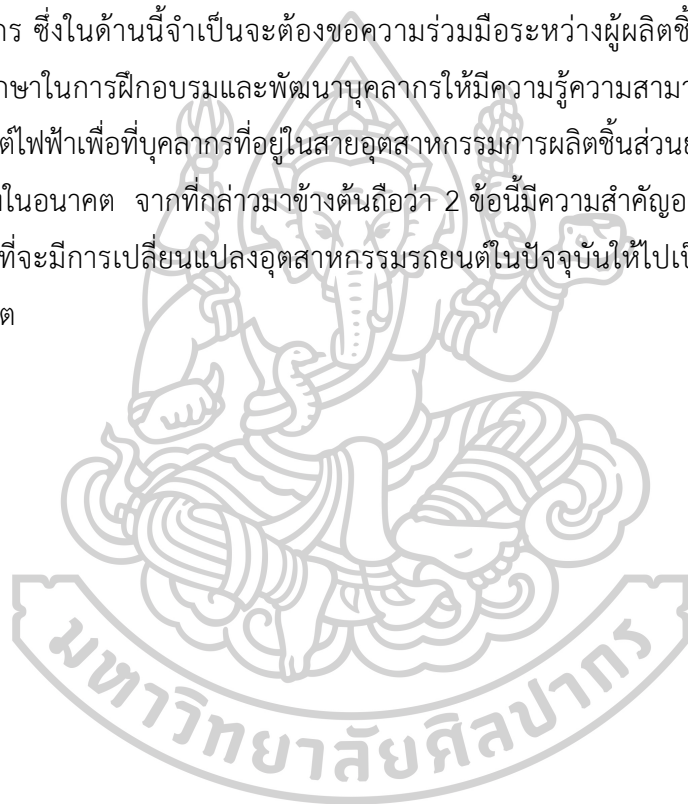 าร ซึ่งในด้านนี้จำเป็นจะต้องขอความร่วมมือระหว่างผู้ผลิตชิ้
าษาในการฝึกอบรมและพัฒนาบุคลากรให้มีความรู้ความสามา
ต์ไฟฟ้าเพื่อที่บุคลากรที่อยู่ในสายอุตสาหกรรมการผลิตชิ้นส่วนย
ในอนาคต จากที่กล่าวมาข้างต้นถือว่า 2 ข้อนี้มีความสำคัญอ
ที่จะมีการเปลี่ยนแปลงอุตสาหกรรมรถยนต์ในปัจจุบันให้ไปเป็
ต
มหาวิทยาลัยศิลปากร